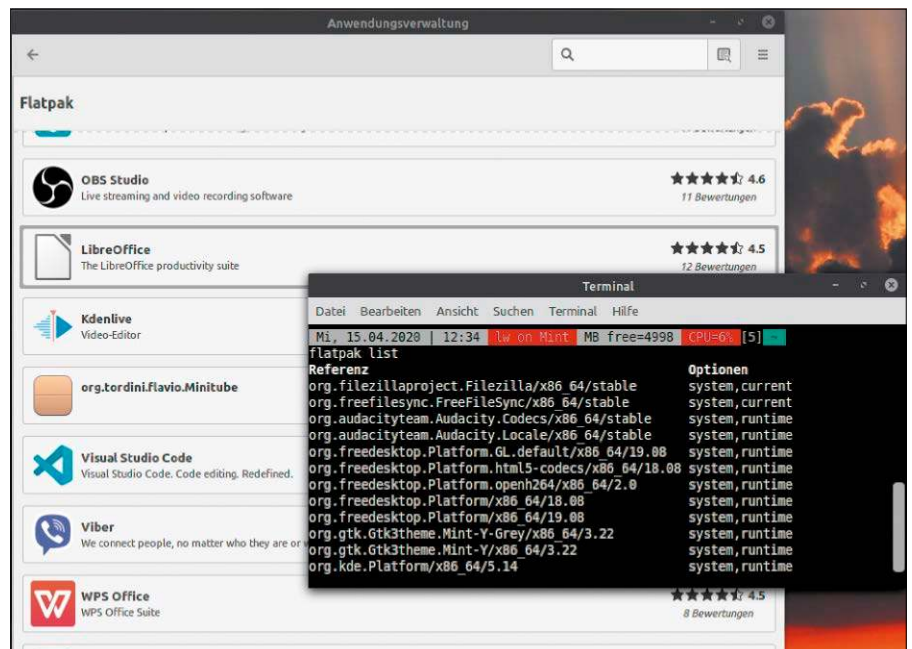 Anwendungsverwaltung
Flatpak
OBS Studio
4.6
Live streaming and video recording software
11 Bewertungen
LibreOffice
4.5
The LibreOffice productivity suite
12 Bewertungen
Kdenlive
Video-Editor
org.tordini.flavio.Minitube
Visual Studio Code
Visual Studio Code. Code editing. Redefined.
Viber
We connect people, no matter who they are or
WPS Office
4.5
WPS Office Suite
8 Bewertungen
Terminal
Datei Bearbeiten Ansicht Suchen Terminal Hilfe
Mi, 15.04.2020 | 12:34 lw on Mint MB free=4998 CPU=6% [5] ~
flatpak list
Referenz Optionen
org.filezillaproject.Filezilla/x86_64/stable system,current
org.freefilesync.FreeFileSync/x86_64/stable system,current
org.audacityteam.Audacity.Codecs/x86_64/stable system,runtime
org.audacityteam.Audacity.Locale/x86_64/stable system,runtime
org.freedesktop.Platform.GL.default/x86_64/19.08 system,runtime
org.freedesktop.Platform.html5-codecs/x86_64/18.08 system,runtime
org.freedesktop.Platform.openh264/x86_64/2.0 system,runtime
org.freedesktop.Platform/x86_64/18.08 system,runtime
org.freedesktop.Platform/x86_64/19.08 system,runtime
org.gtk.Gtk3theme.Mint-Y-Grey/x86_64/3.22 system,runtime
org.gtk.Gtk3theme.Mint-Y/x86_64/3.22 system,runtime
org.kde.Platform/x86_64/5.14 system,runtime